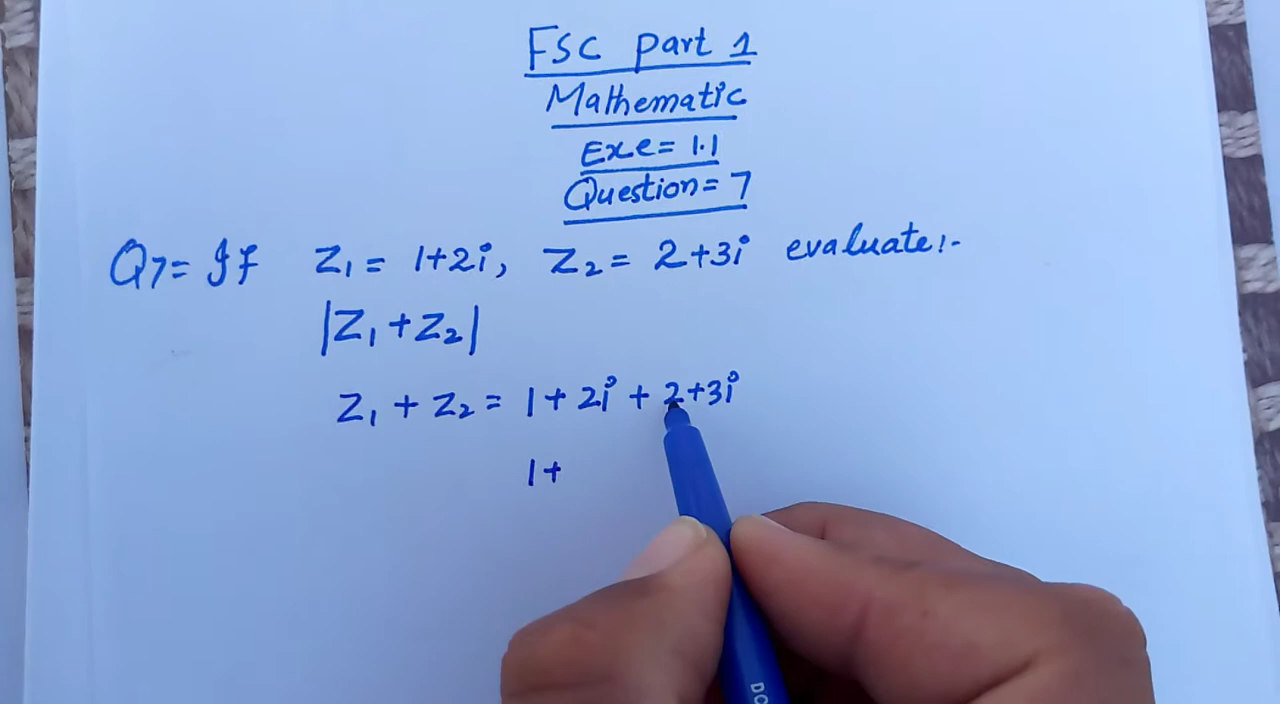 FSC part 1
Mathematic
Exe= 1.1
Question= 7
Q7= If Z₁= 1+2i, Z₂= 2+3i evaluate:-
|Z₁+Z₂|
Z₁ + Z₂ = 1+ 2i + 2+3i
1+
DO